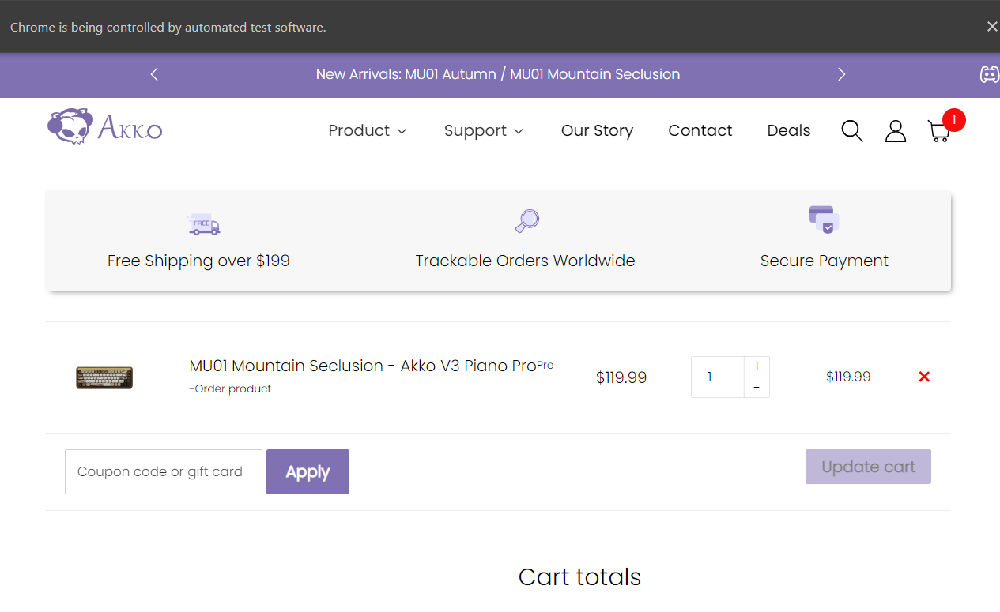 Chrome is being controlled by automated test software.
New Arrivals: MU01 Autumn / MU01 Mountain Seclusion
AKKO
Product
Support
Our Story
Contact
Deals
1
FREE
Free Shipping over $199
Trackable Orders Worldwide
Secure Payment
MU01 Mountain Seclusion - Akko V3 Piano ProPre
-Order product
$119.99
1
+
-
$119.99
Coupon code or gift card
Apply
Update cart
Cart totals